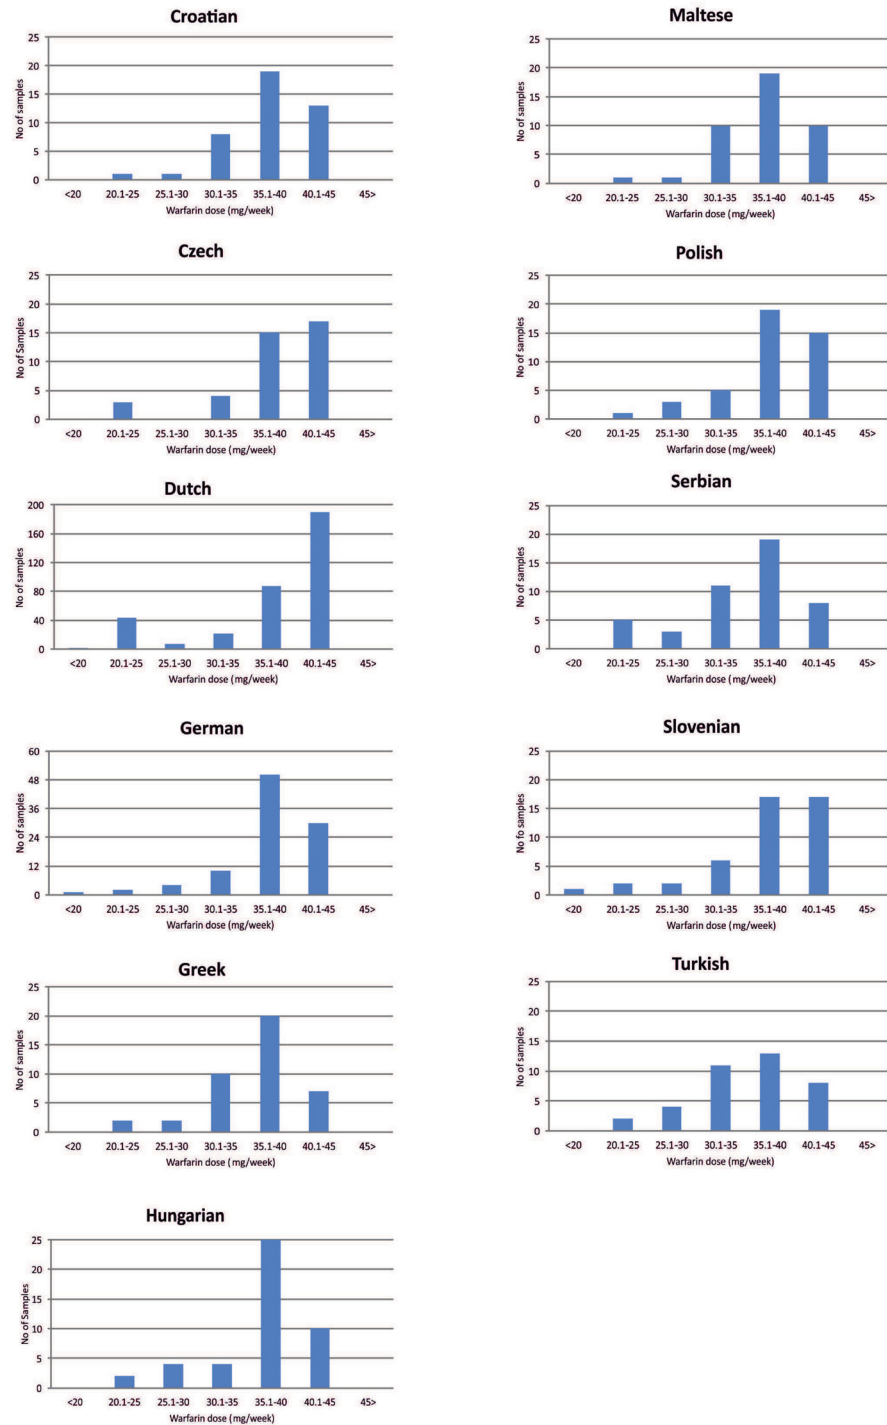 Croatian
No of samples
25
20
15
10
5
0
<20 20.1-25 25.1-30 30.1-35 35.1-40 40.1-45 45>
Warfarin dose (mg/week)
Maltese
No of samples
25
20
15
10
5
0
<20 20.1-25 25.1-30 30.1-35 35.1-40 40.1-45 45>
Warfarin dose (mg/week)
Czech
No of Samples
25
20
15
10
5
0
<20 20.1-25 25.1-30 30.1-35 35.1-40 40.1-45 45>
Warfarin dose (mg/week)
Polish
No of samples
25
20
15
10
5
0
<20 20.1-25 25.1-30 30.1-35 35.1-40 40.1-45 45>
Warfarin dose (mg/week)
Dutch
No of samples
200
160
120
80
40
0
<20 20.1-25 25.1-30 30.1-35 35.1-40 40.1-45 45>
Warfarin dose (mg/week)
Serbian
No of samples
25
20
15
10
5
0
<20 20.1-25 25.1-30 30.1-35 35.1-40 40.1-45 45>
Warfarin dose (mg/week)
German
No of samples
60
48
36
24
12
0
<20 20.1-25 25.1-30 30.1-35 35.1-40 40.1-45 45>
Warfarin dose (mg/week)
Slovenian
No fo samples
25
20
15
10
5
0
<20 20.1-25 25.1-30 30.1-35 35.1-40 40.1-45 45>
Warfarin dose (mg/week)
Greek
No of samples
25
20
15
10
5
0
<20 20.1-25 25.1-30 30.1-35 35.1-40 40.1-45 45>
Warfarin dose (mg/week)
Turkish
No of samples
25
20
15
10
5
0
<20 20.1-25 25.1-30 30.1-35 35.1-40 40.1-45 45>
Warfarin dose (mg/week)
Hungarian
No of Samples
25
20
15
10
5
0
<20 20.1-25 25.1-30 30.1-35 35.1-40 40.1-45 45>
Warfarin dose (mg/week)